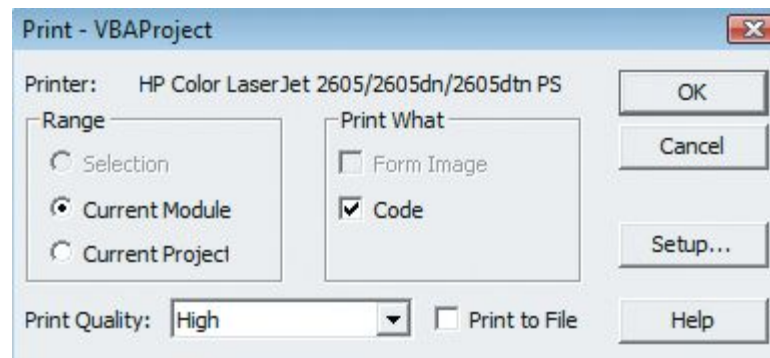 Print - VBAProject
Printer: HP Color LaserJet 2605/2605dn/2605dtn PS
OK
Range
Print What
Cancel
Selection
Form Image
Current Module
Code
Current Project
Setup...
Print Quality: High
Print to File
Help